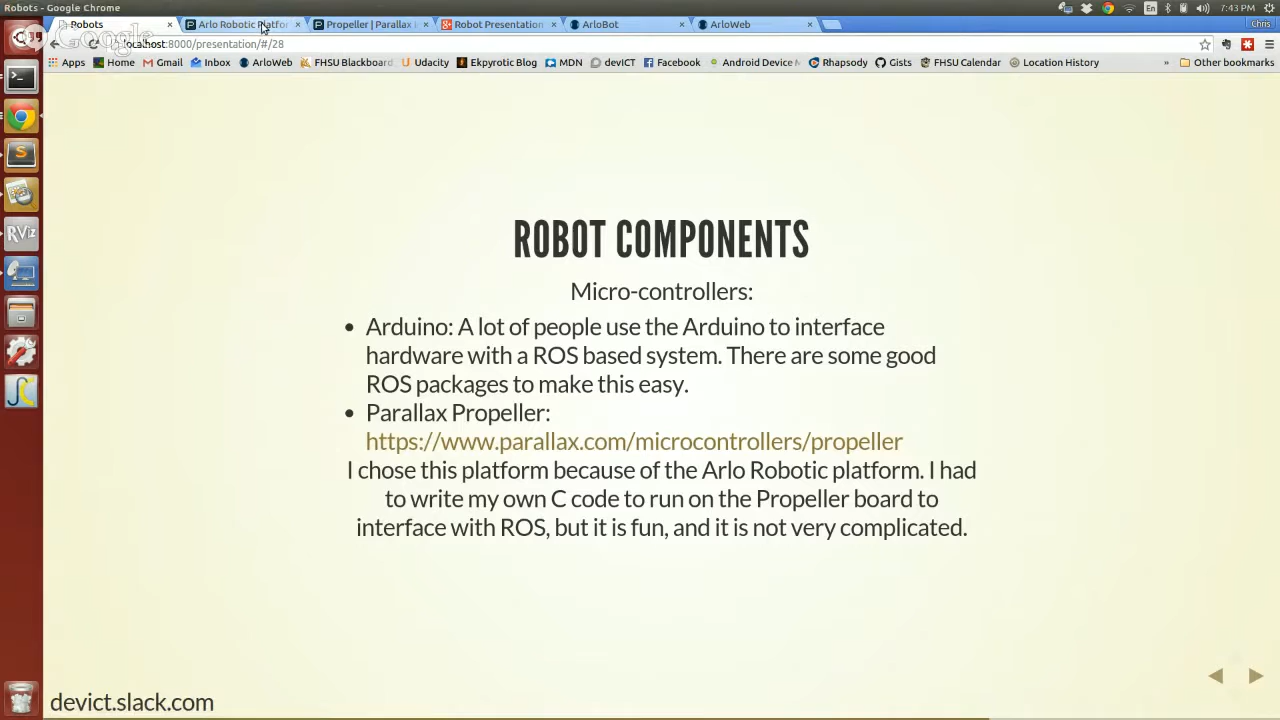 Robots - Google Chrome
En
7:43 PM
Robots
Arlo Robotic Platfor
Propeller | Parallax I
Robot Presentation
ArloBot
ArloWeb
Chris
Google
localhost:8000/presentation/#/28
Apps
Home
Gmail
Inbox
ArloWeb
FHSU Blackboard
Udacity
Ekpyrotic Blog
MDN
devICT
Facebook
Android Device M
Rhapsody
Gists
FHSU Calendar
Location History
»
Other bookmarks
RViz
ROBOT COMPONENTS
Micro-controllers:
• Arduino: A lot of people use the Arduino to interface
hardware with a ROS based system. There are some good
ROS packages to make this easy.
• Parallax Propeller:
https://www.parallax.com/microcontrollers/propeller
I chose this platform because of the Arlo Robotic platform. I had
to write my own C code to run on the Propeller board to
interface with ROS, but it is fun, and it is not very complicated.
devict.slack.com